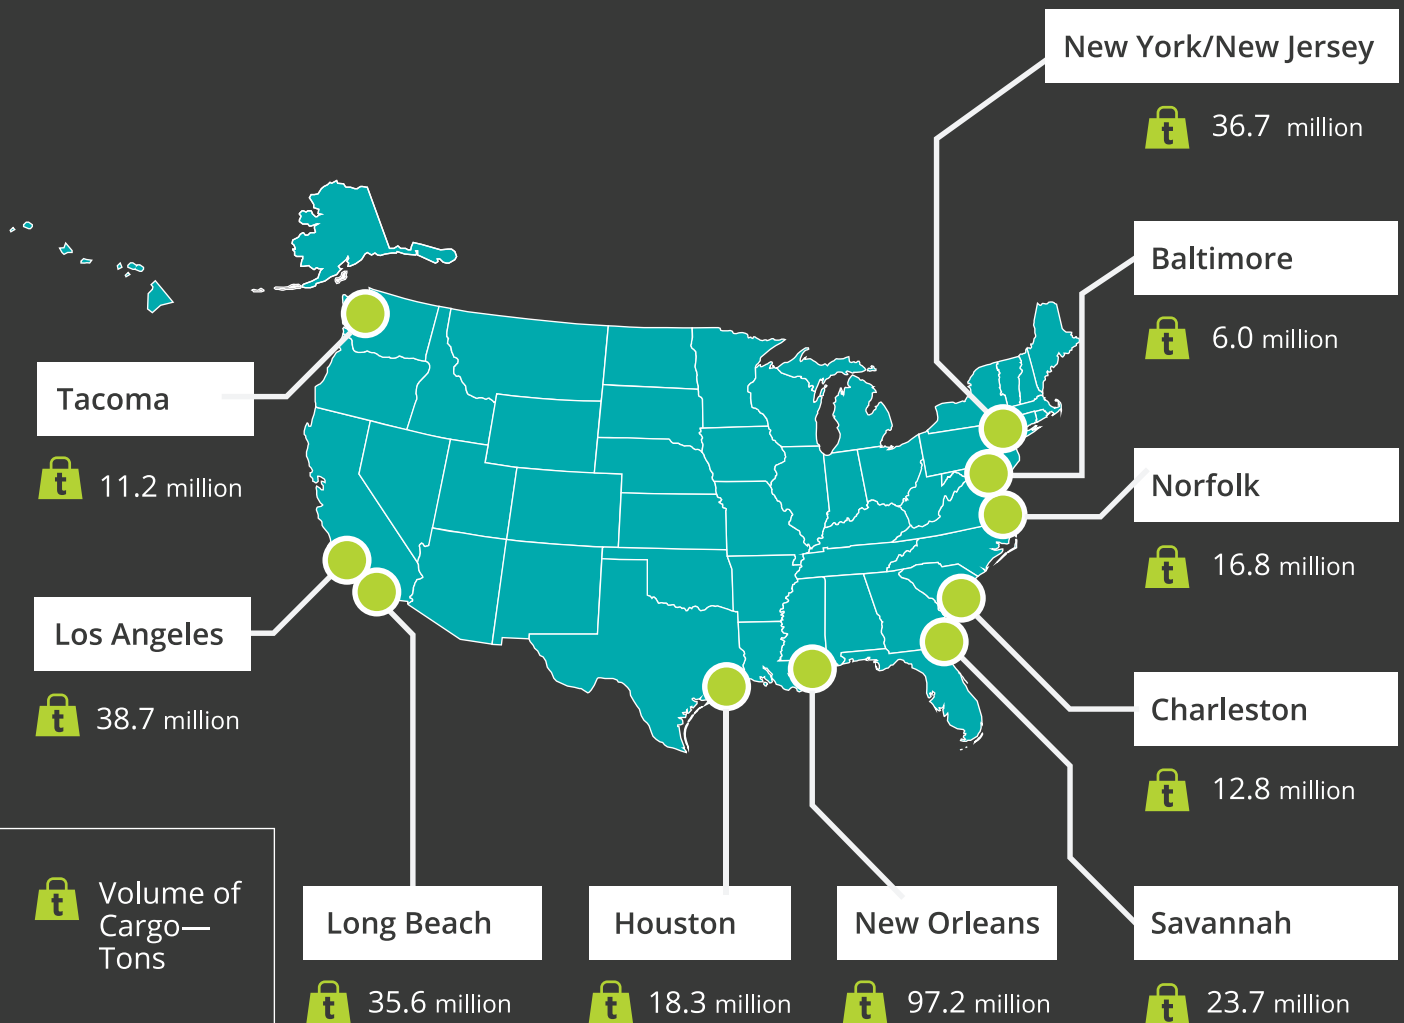 New York/New Jersey
t 36.7 million
Baltimore
t 6.0 million
Tacoma
t 11.2 million
Norfolk
t 16.8 million
Los Angeles
t 38.7 million
Charleston
t 12.8 million
t Volume of
Cargo—
Tons
Long Beach
t 35.6 million
Houston
t 18.3 million
New Orleans
t 97.2 million
Savannah
t 23.7 million